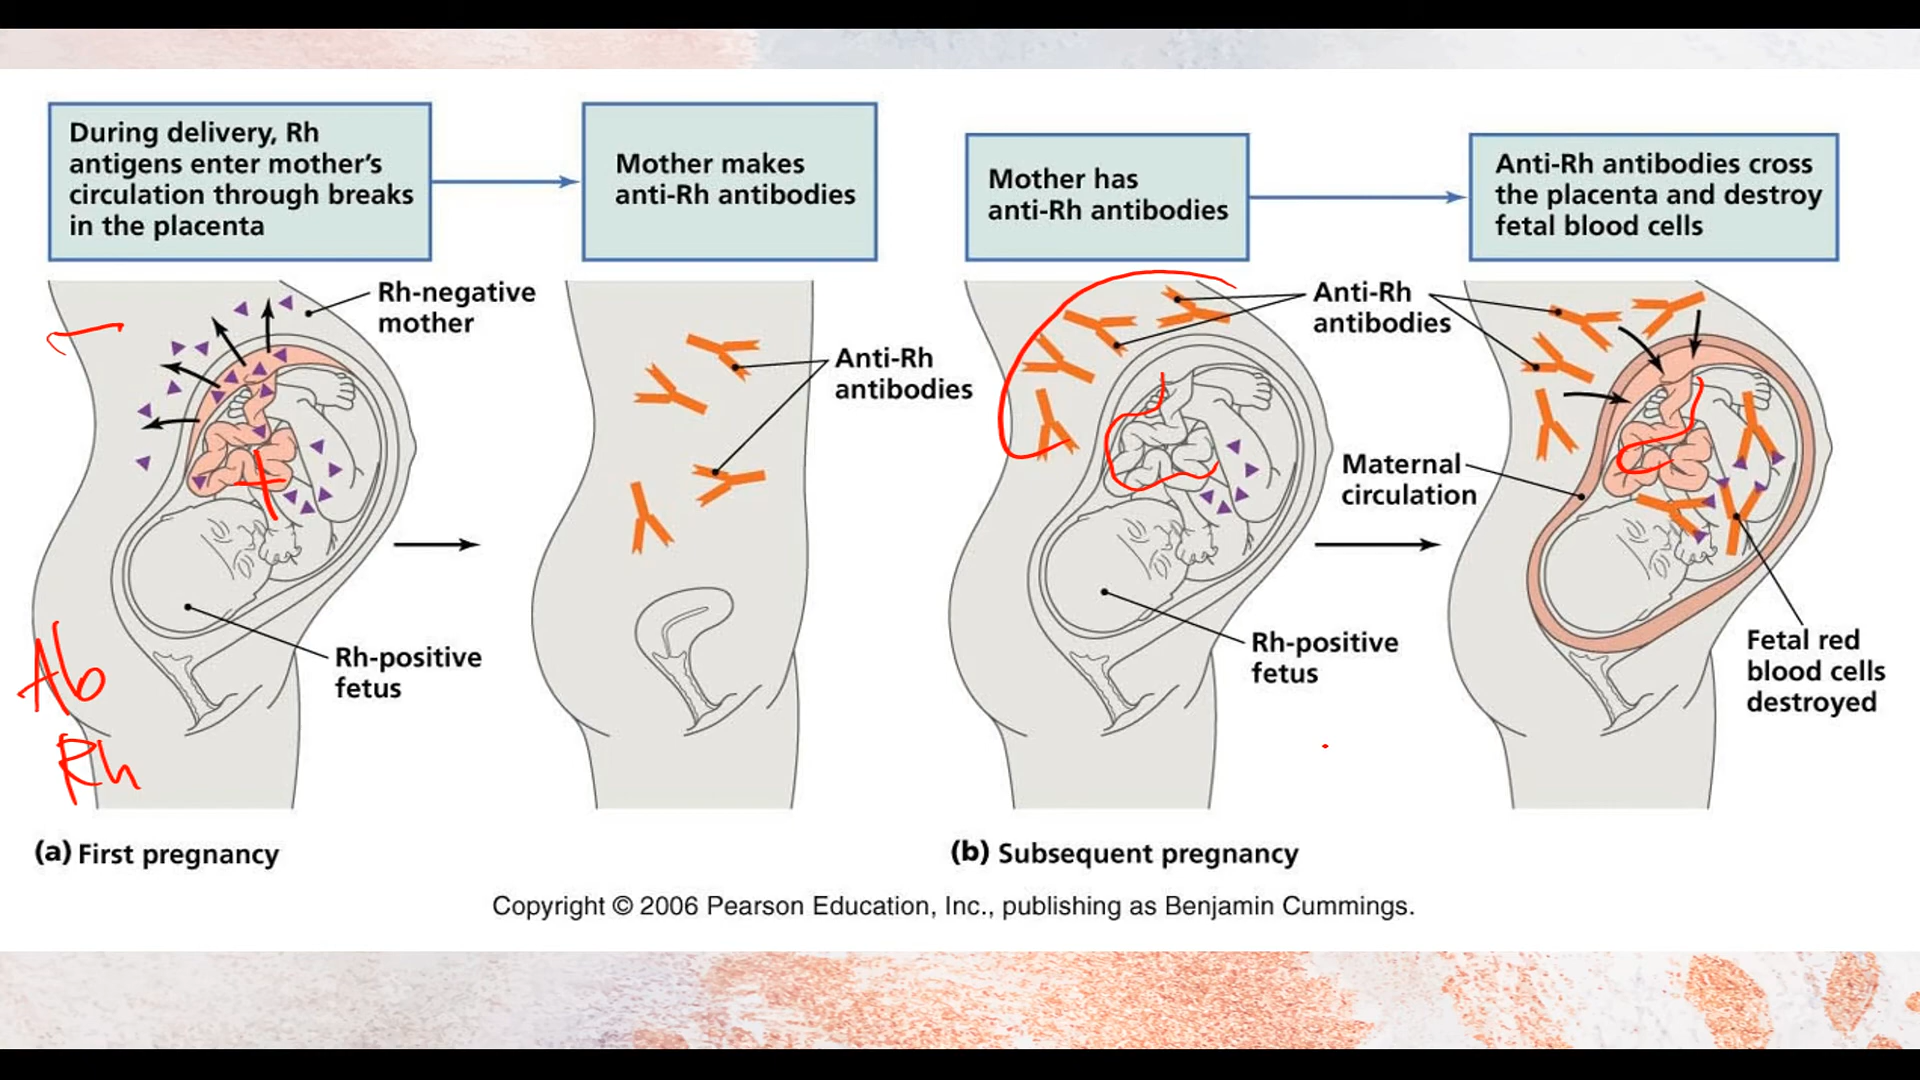 During delivery, Rh
antigens enter mother's
circulation through breaks
in the placenta
Mother makes
anti-Rh antibodies
Mother has
anti-Rh antibodies
Anti-Rh antibodies cross
the placenta and destroy
fetal blood cells
Rh-negative
mother
Anti-Rh
antibodies
Anti-Rh
antibodies
Maternal
circulation
Rh-positive
fetus
Rh-positive
fetus
Fetal red
blood cells
destroyed
-
+
Ab
Rh
(a) First pregnancy
(b) Subsequent pregnancy
Copyright © 2006 Pearson Education, Inc., publishing as Benjamin Cummings.